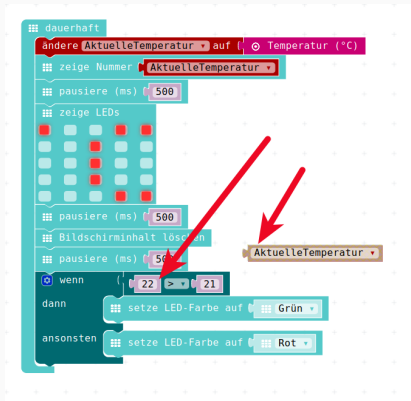 dauerhaft
ändere AktuelleTemperatur auf Temperatur (°C)
zeige Nummer AktuelleTemperatur
pausiere (ms) 500
zeige LEDs
pausiere (ms) 500
Bildschirminhalt löschen
AktuelleTemperatur
pausiere (ms) 500
wenn 22 > 21
dann setze LED-Farbe auf Grün
ansonsten setze LED-Farbe auf Rot